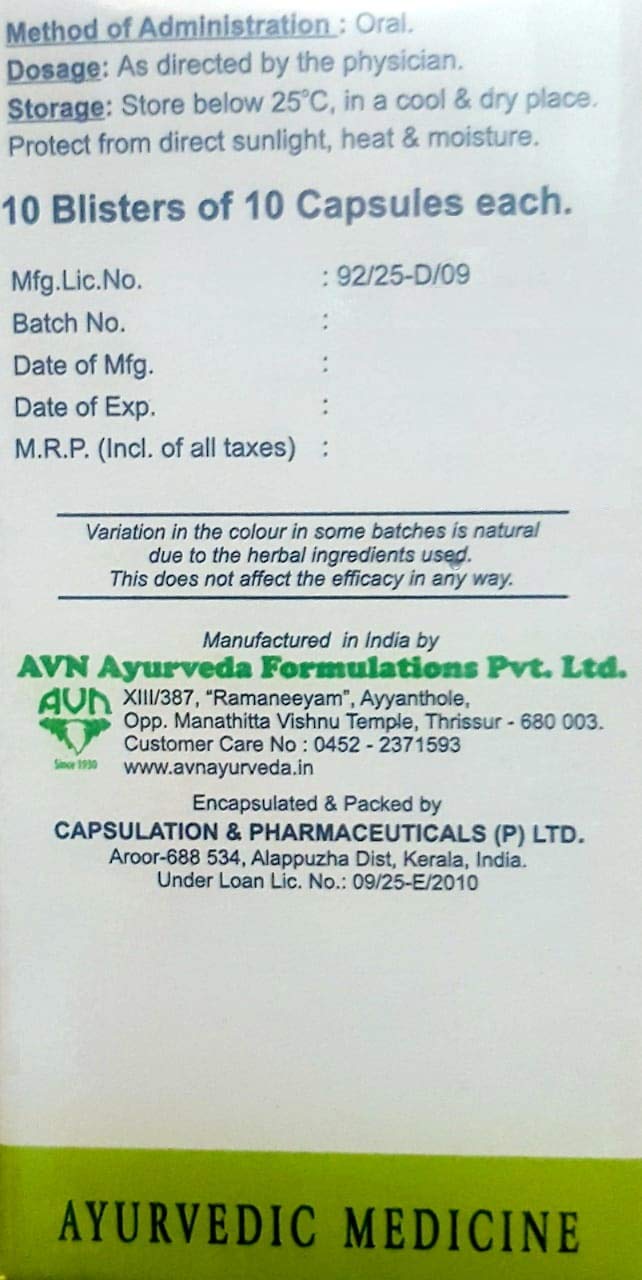 Method of Administration : Oral.
Dosage: As directed by the physician.
Storage: Store below 25°C, in a cool & dry place.
Protect from direct sunlight, heat & moisture.
10 Blisters of 10 Capsules each.
Mfg.Lic.No. : 92/25-D/09
Batch No. :
Date of Mfg. :
Date of Exp. :
M.R.P. (Incl. of all taxes) :
Variation in the colour in some batches is natural
due to the herbal ingredients used.
This does not affect the efficacy in any way.
Manufactured in India by
AVN Ayurveda Formulations Pvt. Ltd.
AVN
Since 1930
XIII/387, “Ramaneeyam”, Ayyanthole,
Opp. Manathitta Vishnu Temple, Thrissur - 680 003.
Customer Care No : 0452 - 2371593
www.avnayurveda.in
Encapsulated & Packed by
CAPSULATION & PHARMACEUTICALS (P) LTD.
Aroor-688 534, Alappuzha Dist, Kerala, India.
Under Loan Lic. No.: 09/25-E/2010
AYURVEDIC MEDICINE